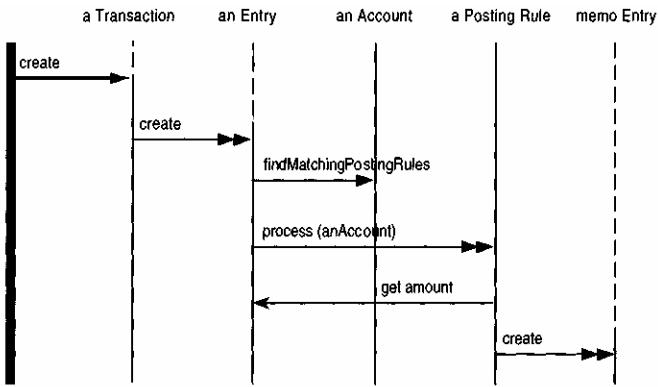 a Transaction an Entry an Account a Posting Rule memo Entry
create
create
findMatchingPostingRules
process (anAccount)
get amount
create